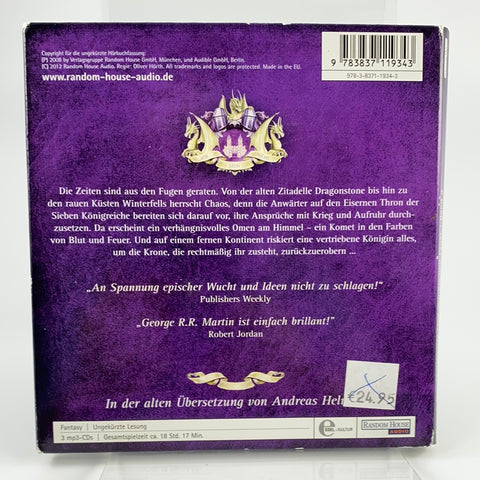 Copyright für die ungekürzte Hörbuchfassung:
(P) 2008 by Verlagsgruppe Random House GmbH, München, und Audible GmbH, Berlin.
(C) 2012 Random House Audio. Regie: Oliver Hörth. All trademarks and logos are protected. Made in the EU.
www.random-house-audio.de
9 783837 119343
978-3-8371-1934-3
Die Zeiten sind aus den Fugen geraten. Von der alten Zitadelle Dragonstone bis hin zu
den rauen Küsten Winterfells herrscht Chaos, denn die Anwärter auf den Eisernen Thron der
Sieben Königreiche bereiten sich darauf vor, ihre Ansprüche mit Krieg und Aufruhr durch-
zusetzen. Da erscheint ein verhängnisvolles Omen am Himmel – ein Komet in den Farben
von Blut und Feuer. Und auf einem fernen Kontinent riskiert eine vertriebene Königin alles,
um die Krone, die rechtmäßig ihr zusteht, zurückzuerobern ...
„An Spannung epischer Wucht und Ideen nicht zu schlagen!“
Publishers Weekly
„George R.R. Martin ist einfach brillant!“
Robert Jordan
€24.95
In der alten Übersetzung von Andreas
Fantasy | Ungekürzte Lesung
3 mp3-CDs | Gesamtspielzeit ca. 18 Std. 17 Min.
e
EDEL:KULTUR
RANDOM HOUSE
AUDIO